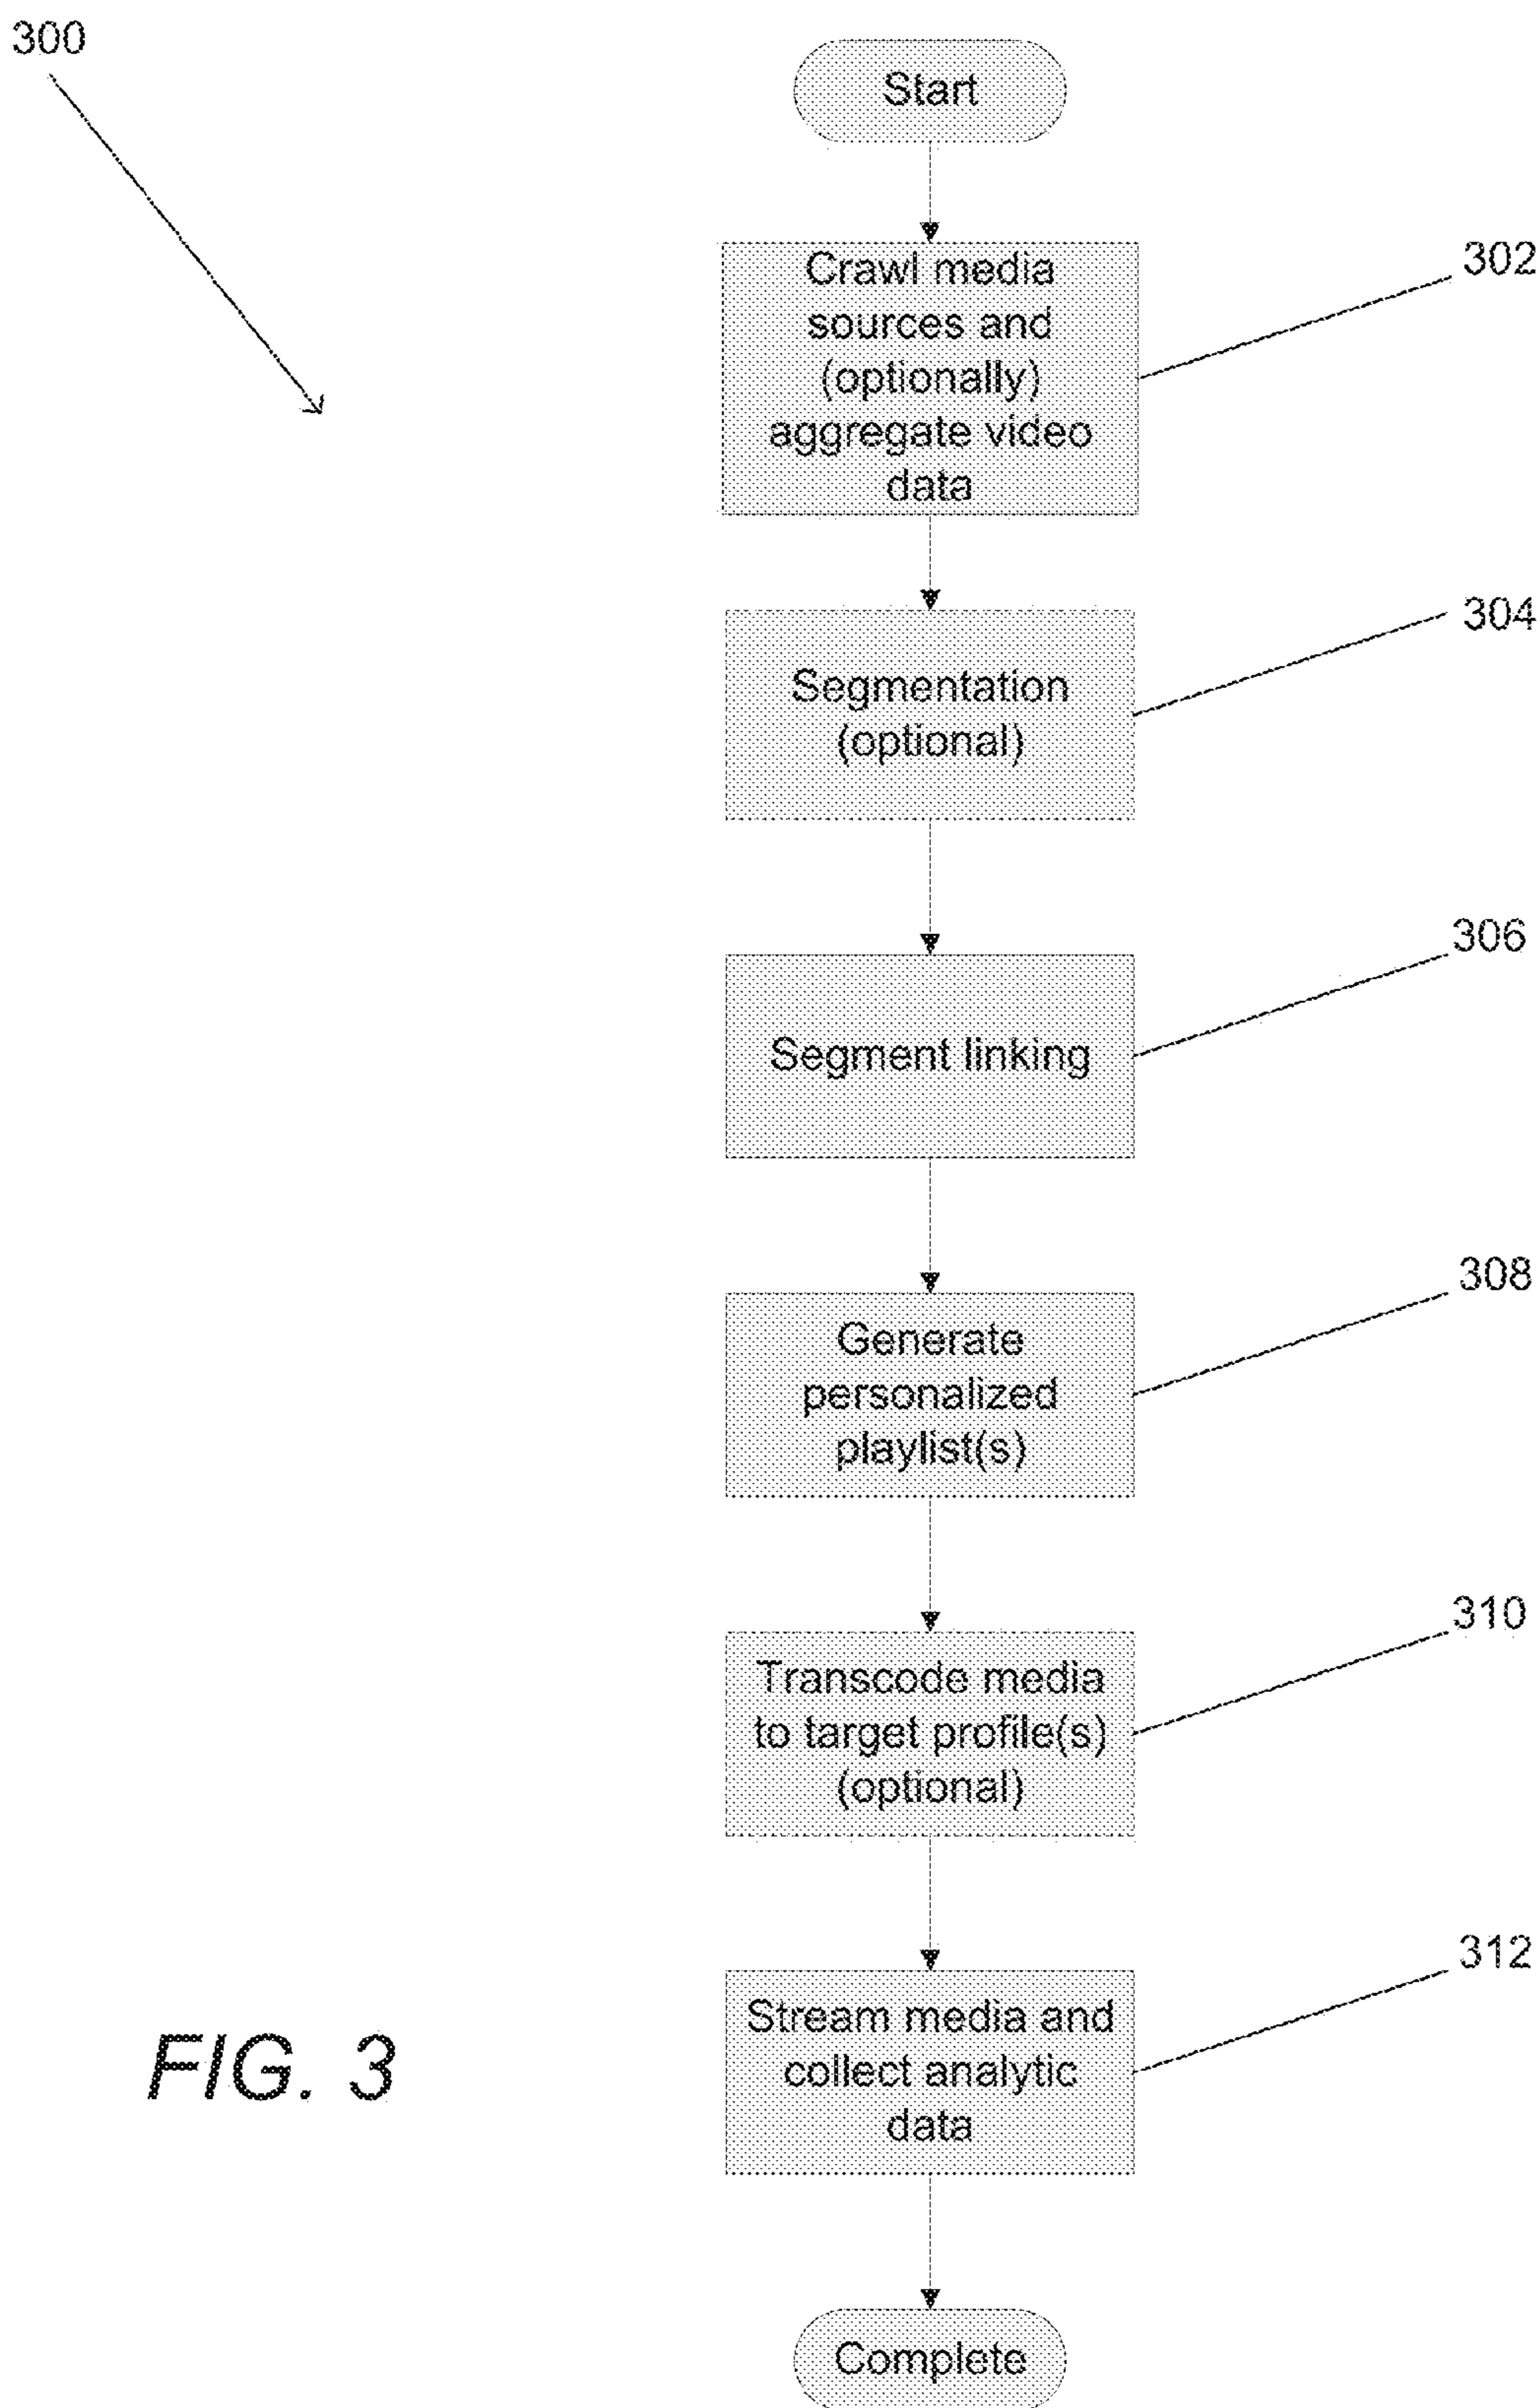 300
Start
Crawl media
sources and
(optionally)
aggregate video
data
302
Segmentation
(optional)
304
Segment linking
306
Generate
personalized
playlist(s)
308
Transcode media
to target profile(s)
(optional)
310
Stream media and
collect analytic
data
312
Complete
FIG. 3